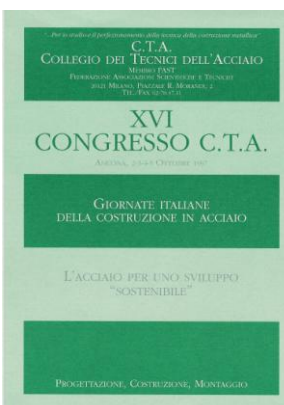 "...Per lo studio e il perfezionamento della tecnica della costruzione metallica"
C.T.A.
COLLEGIO DEI TECNICI DELL'ACCIAIO
MEMBRO FAST
FEDERAZIONE ASSOCIAZIONI SCIENTIFICHE E TECNICHE
20121 MILANO, PIAZZALE R. MORANDI, 2
XVI
CONGRESSO C.T.A.
GIORNATE ITALIANE
DELLA COSTRUZIONE IN ACCIAIO
L'ACCIAIO PER UNO SVILUPPO
"SOSTENIBILE"
PROGETTAZIONE, COSTRUZIONE, MONTAGGIO